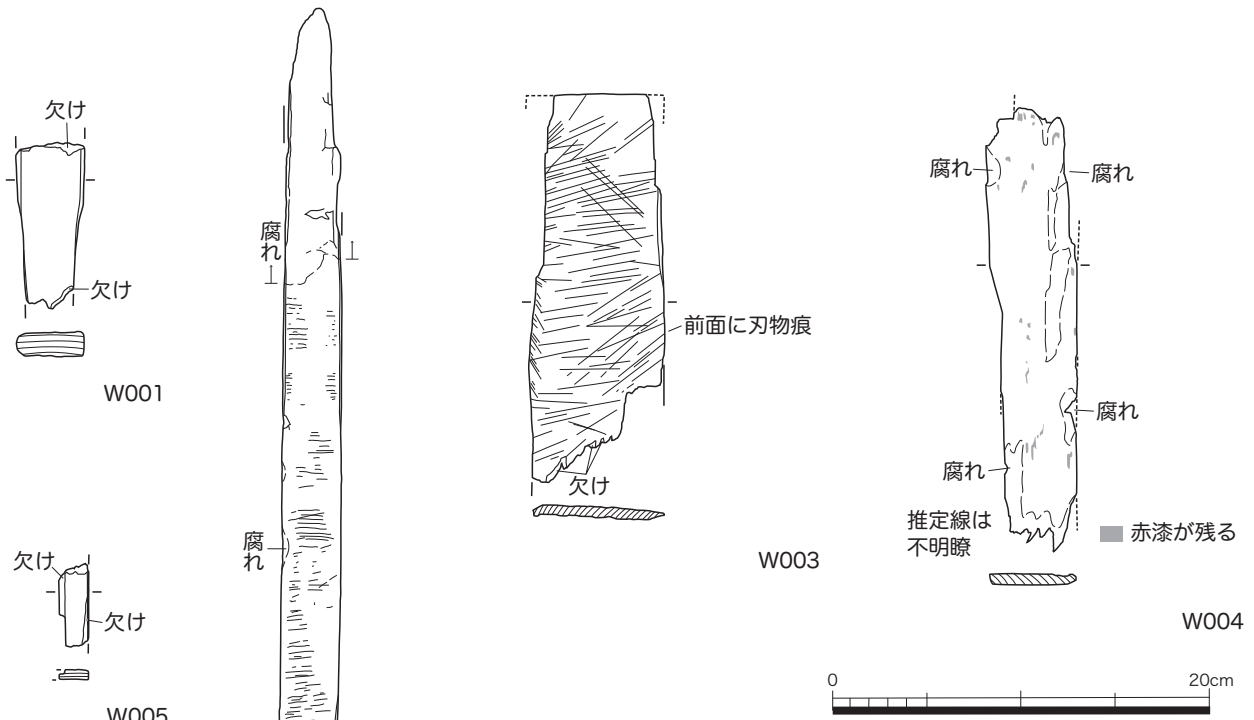 欠け
欠け
W001
欠け
欠け
W005
腐れ
腐れ
前面に刃物痕
欠け
W003
腐れ
腐れ
腐れ
腐れ
推定線は
不明瞭
赤漆が残る
W004
0
20cm